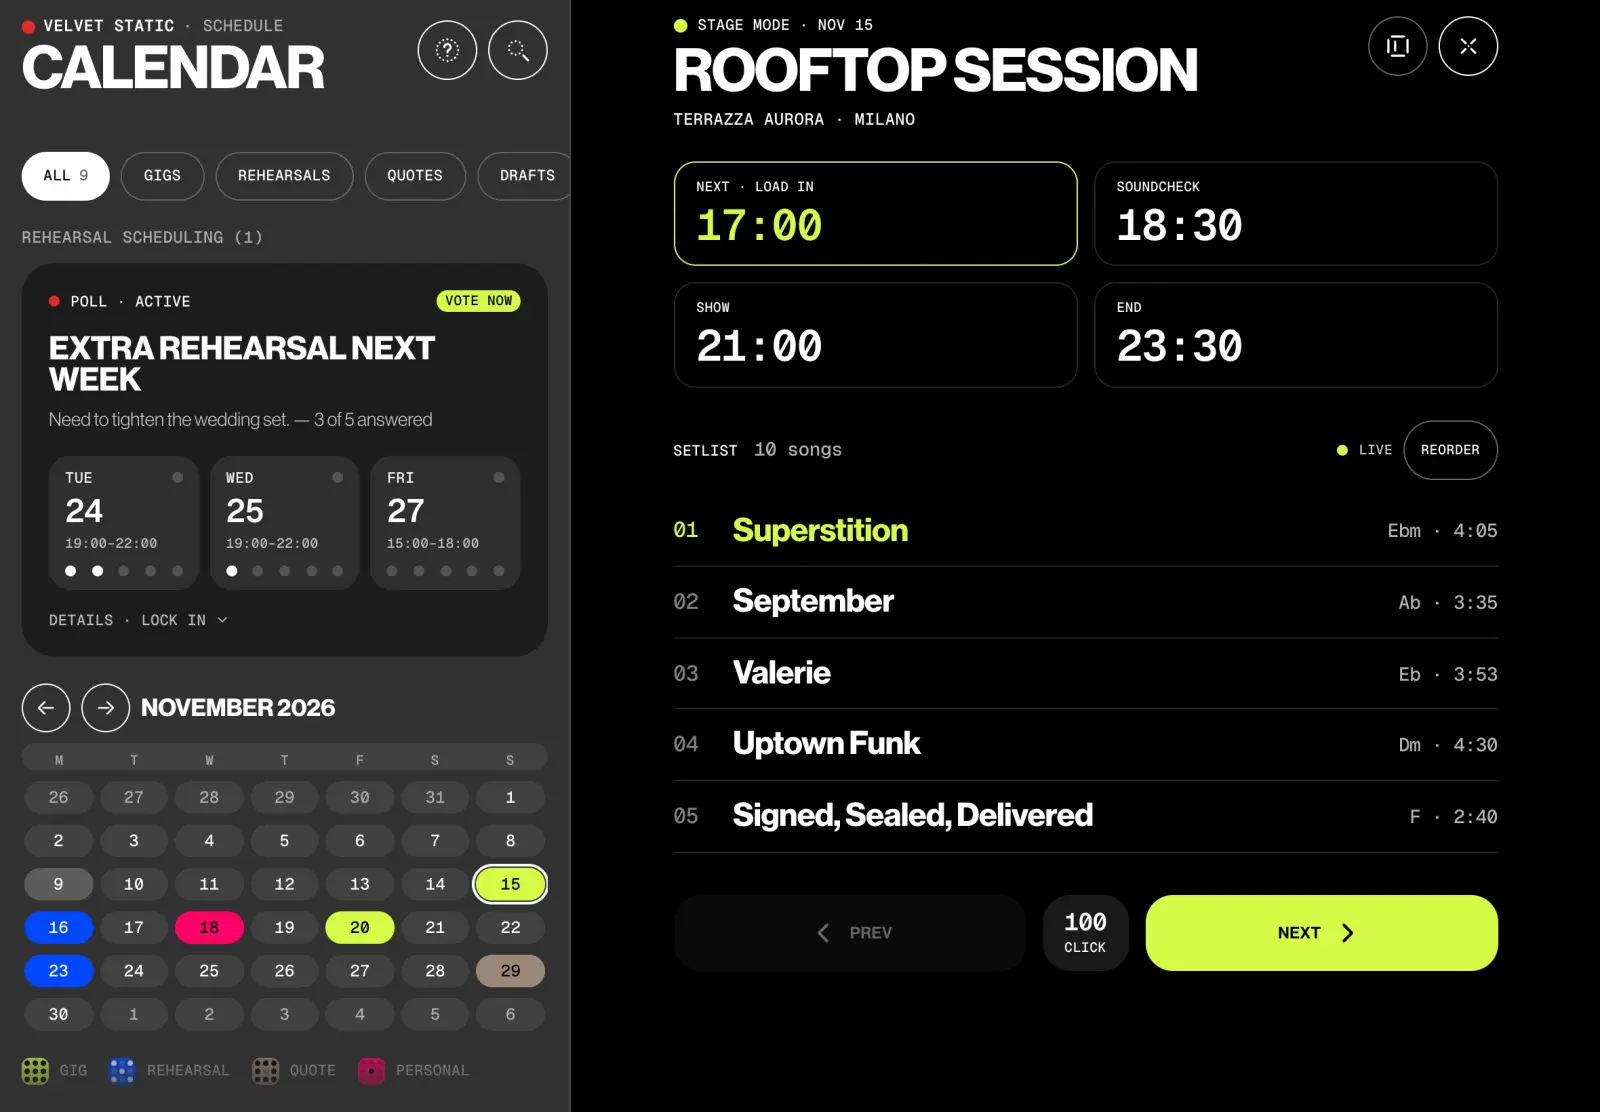 VELVET STATIC · SCHEDULE
CALENDAR
?
ALL 9
GIGS
REHEARSALS
QUOTES
DRAFTS
REHEARSAL SCHEDULING (1)
POLL · ACTIVE
VOTE NOW
EXTRA REHEARSAL NEXT
WEEK
Need to tighten the wedding set. — 3 of 5 answered
TUE
24
19:00–22:00
WED
25
19:00–22:00
FRI
27
15:00–18:00
DETAILS · LOCK IN
NOVEMBER 2026
M T W T F S S
26 27 28 29 30 31 1
2 3 4 5 6 7 8
9 10 11 12 13 14 15
16 17 18 19 20 21 22
23 24 25 26 27 28 29
30 1 2 3 4 5 6
GIG REHEARSAL QUOTE PERSONAL
STAGE MODE · NOV 15
ROOFTOP SESSION
TERRAZZA AURORA · MILANO
NEXT · LOAD IN
17:00
SOUNDCHECK
18:30
SHOW
21:00
END
23:30
SETLIST 10 songs
LIVE
REORDER
01 Superstition Ebm · 4:05
02 September Ab · 3:35
03 Valerie Eb · 3:53
04 Uptown Funk Dm · 4:30
05 Signed, Sealed, Delivered F · 2:40
PREV
100
CLICK
NEXT